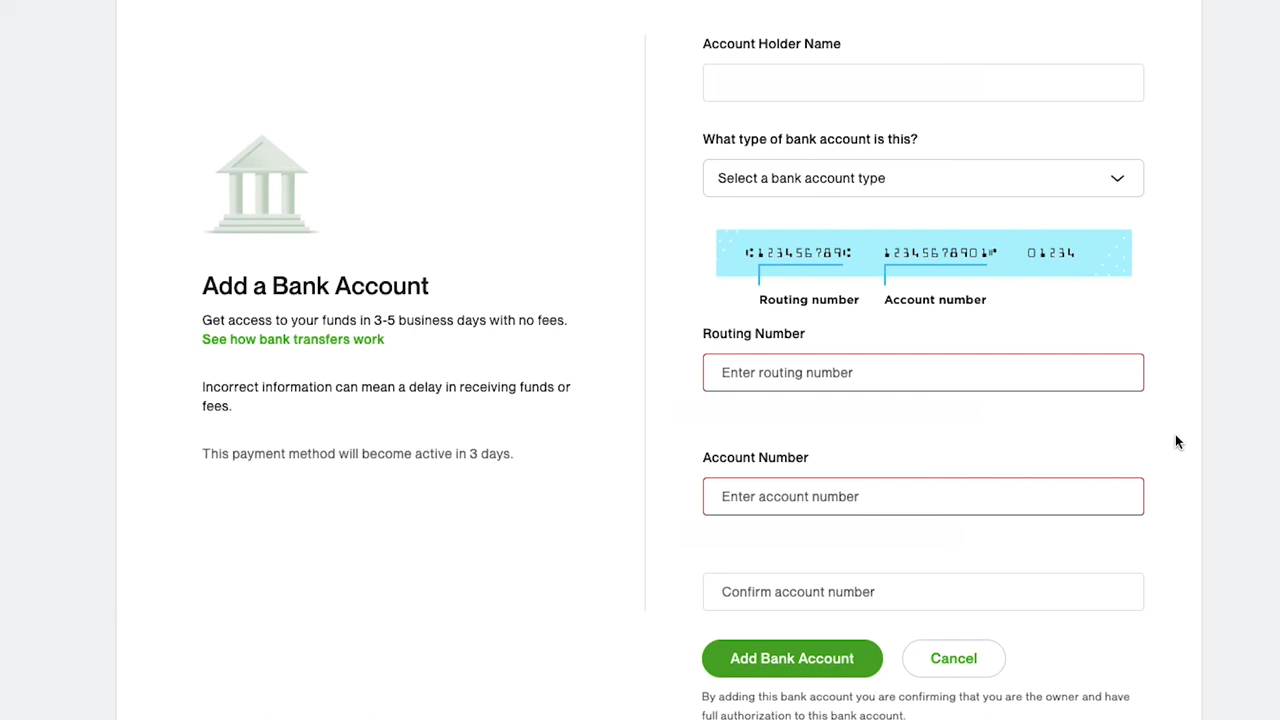 Account Holder Name
What type of bank account is this?
Select a bank account type
⑆123456789⑆ 12345678901⑈ 01234
Routing number Account number
Add a Bank Account
Get access to your funds in 3-5 business days with no fees.
See how bank transfers work
Incorrect information can mean a delay in receiving funds or
fees.
This payment method will become active in 3 days.
Routing Number
Enter routing number
Account Number
Enter account number
Confirm account number
Add Bank Account
Cancel
By adding this bank account you are confirming that you are the owner and have
full authorization to this bank account.